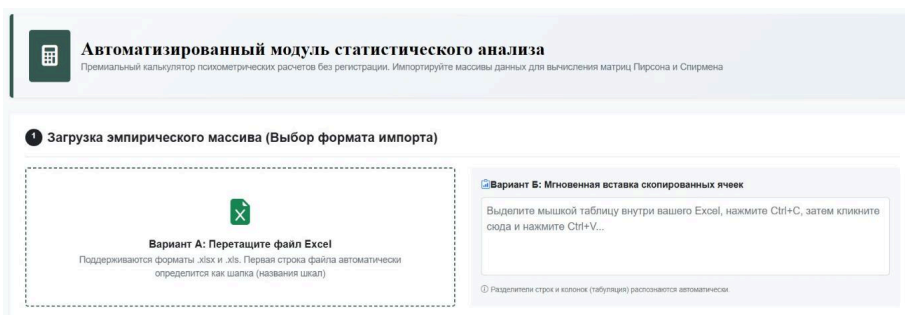 Автоматизированный модуль статистического анализа
Премиальный калькулятор психометрических расчетов без регистрации. Импортируйте массивы данных для вычисления матриц Пирсона и Спирмена
1 Загрузка эмпирического массива (Выбор формата импорта)
Вариант А: Перетащите файл Excel
Поддерживаются форматы .xlsx и .xls. Первая строка файла автоматически
определится как шапка (названия шкал)
Вариант Б: Мгновенная вставка скопированных ячеек
Выделите мышкой таблицу внутри вашего Excel, нажмите Ctrl+C, затем кликните
сюда и нажмите Ctrl+V...
Разделители строк и колонок (табуляция) распознаются автоматически.